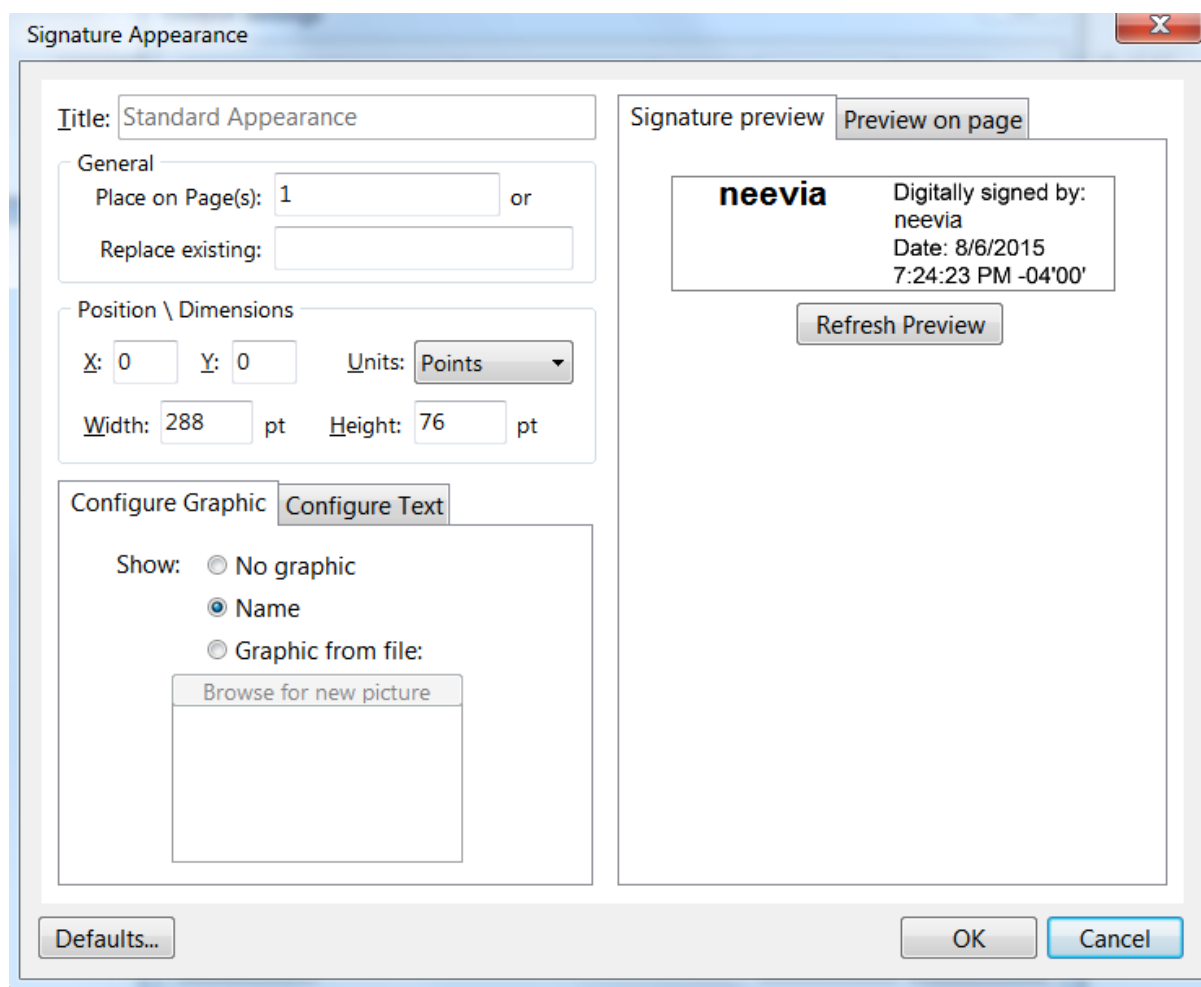 Signature Appearance
Title: Standard Appearance
General
Place on Page(s): 1 or
Replace existing:
Position \ Dimensions
X: 0 Y: 0 Units: Points
Width: 288 pt Height: 76 pt
Configure Graphic Configure Text
Show: No graphic
Name
Graphic from file:
Browse for new picture
Signature preview Preview on page
neevia
Digitally signed by:
neevia
Date: 8/6/2015
7:24:23 PM -04'00'
Refresh Preview
Defaults... OK Cancel